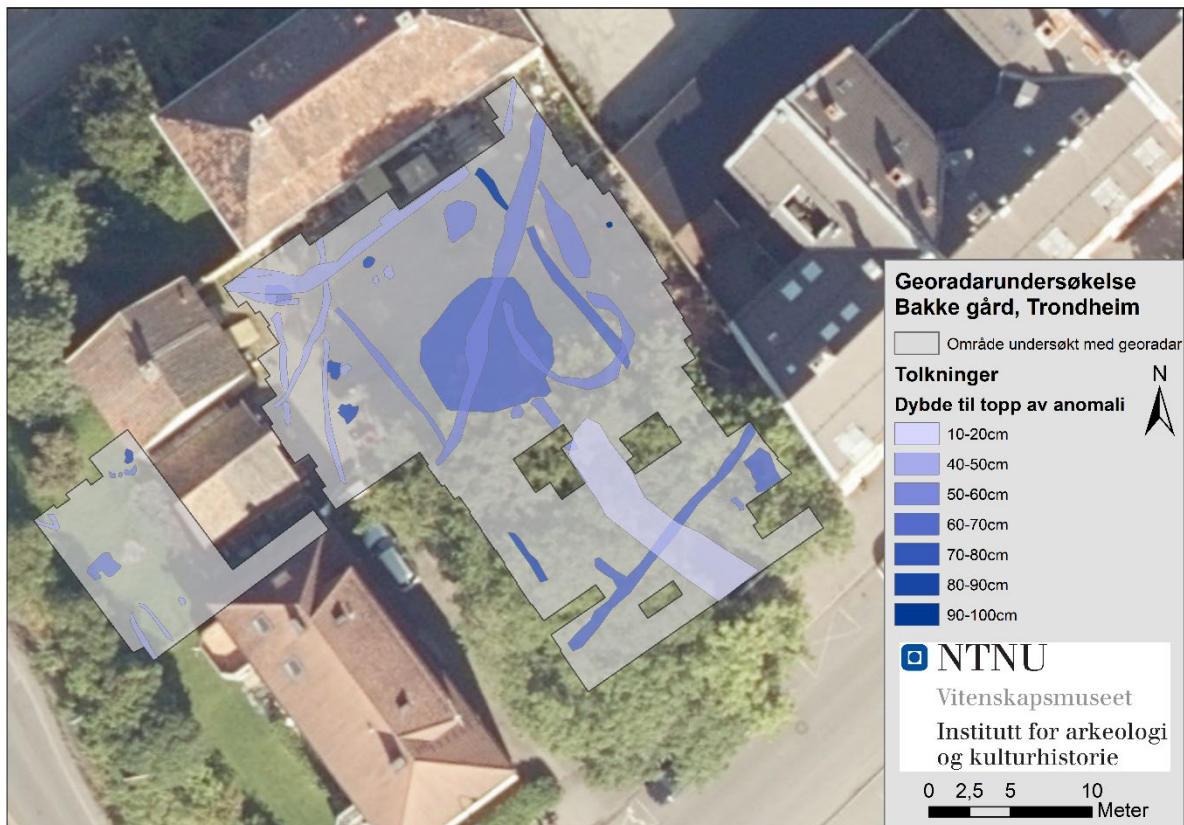 Georadarundersøkelse
Bakke gård, Trondheim
Område undersøkt med georadar
Tolkninger
N
Dybde til topp av anomali
10-20cm
40-50cm
50-60cm
60-70cm
70-80cm
80-90cm
90-100cm
NTNU
Vitenskapsmuseet
Institutt for arkeologi
og kulturhistorie
0 2,5 5 10
Meter